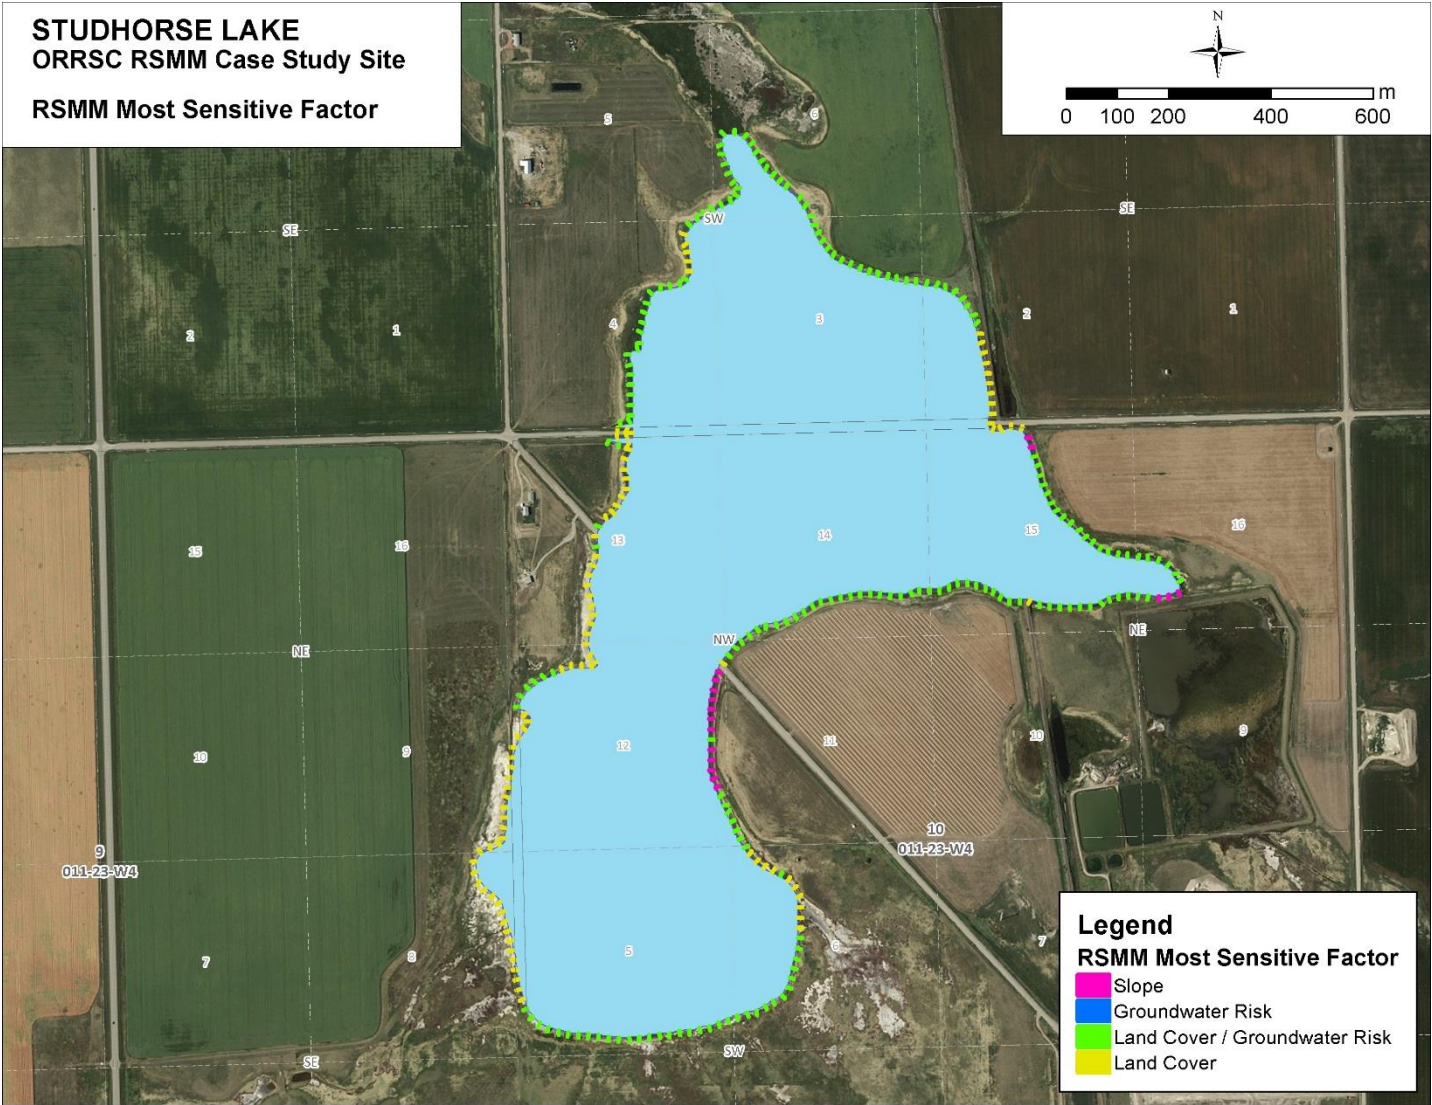 STUDHORSE LAKE
ORRSC RSMM Case Study Site
RSMM Most Sensitive Factor
N
m
0 100 200 400 600
5
6
SW
SE
SE
2
1
4
3
2
1
15
16
13
14
15
16
NE
NW
NE
10
9
12
11
10
9
9
011-23-W4
10
011-23-W4
7
8
5
6
7
SE
SW
Legend
RSMM Most Sensitive Factor
Slope
Groundwater Risk
Land Cover / Groundwater Risk
Land Cover